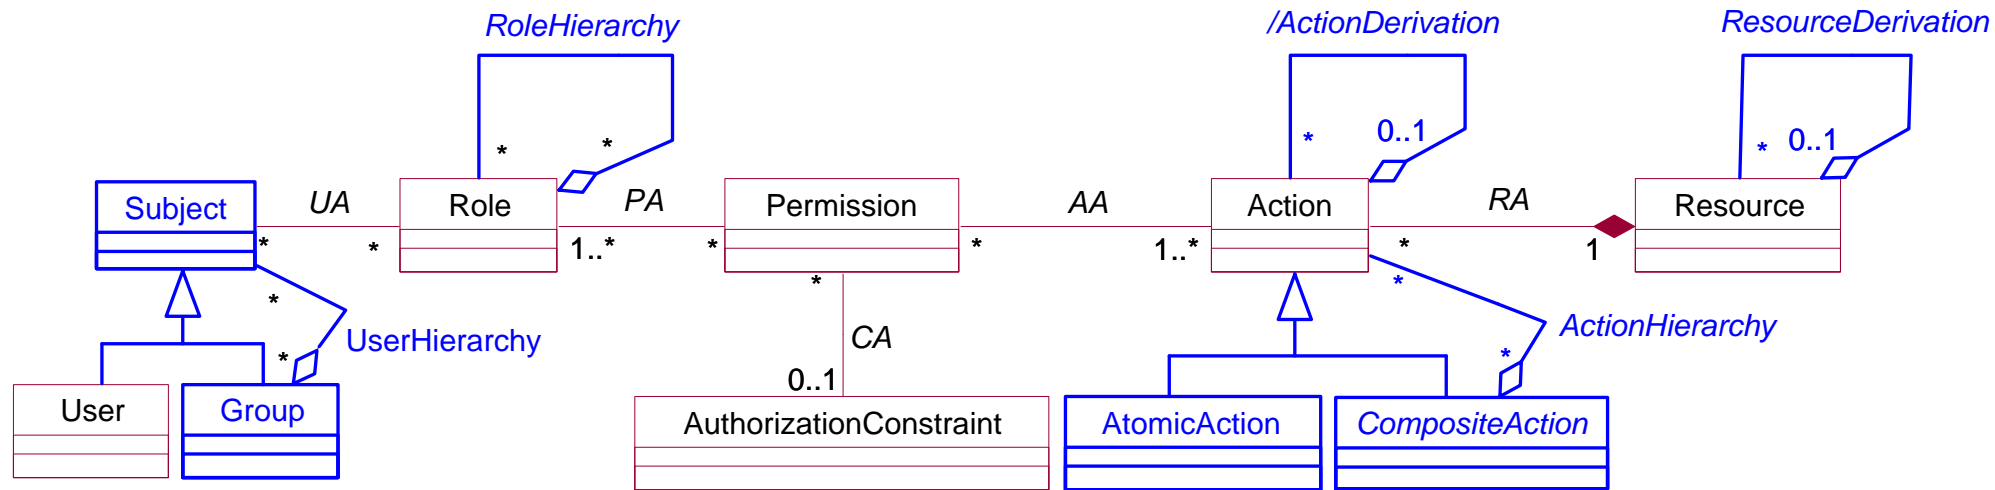 RoleHierarchy
/ActionDerivation
ResourceDerivation
* *
* 0..1
* 0..1
Subject
UA
Role
PA
Permission
AA
Action
RA
Resource
* *
1..* *
* 1..*
* 1
*
*
*
UserHierarchy
*
CA
0..1
*
ActionHierarchy
*
User
Group
AuthorizationConstraint
AtomicAction
CompositeAction